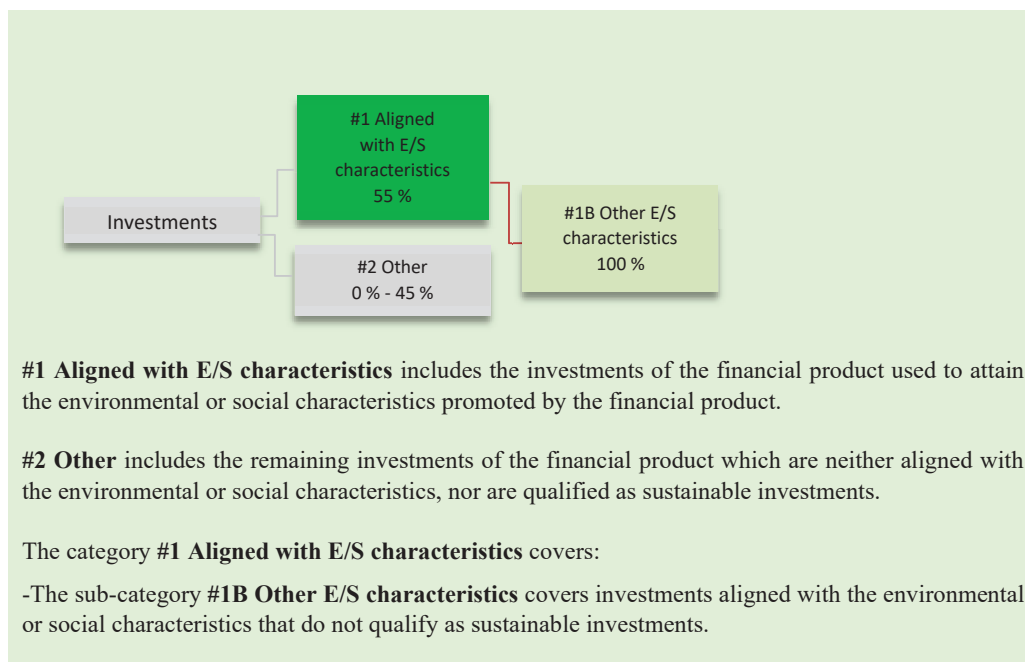 #1 Aligned
with E/S
characteristics
55 %
Investments
#1B Other E/S
characteristics
100 %
#2 Other
0 % - 45 %
#1 Aligned with E/S characteristics includes the investments of the financial product used to attain
the environmental or social characteristics promoted by the financial product.
#2 Other includes the remaining investments of the financial product which are neither aligned with
the environmental or social characteristics, nor are qualified as sustainable investments.
The category #1 Aligned with E/S characteristics covers:
-The sub-category #1B Other E/S characteristics covers investments aligned with the environmental
or social characteristics that do not qualify as sustainable investments.